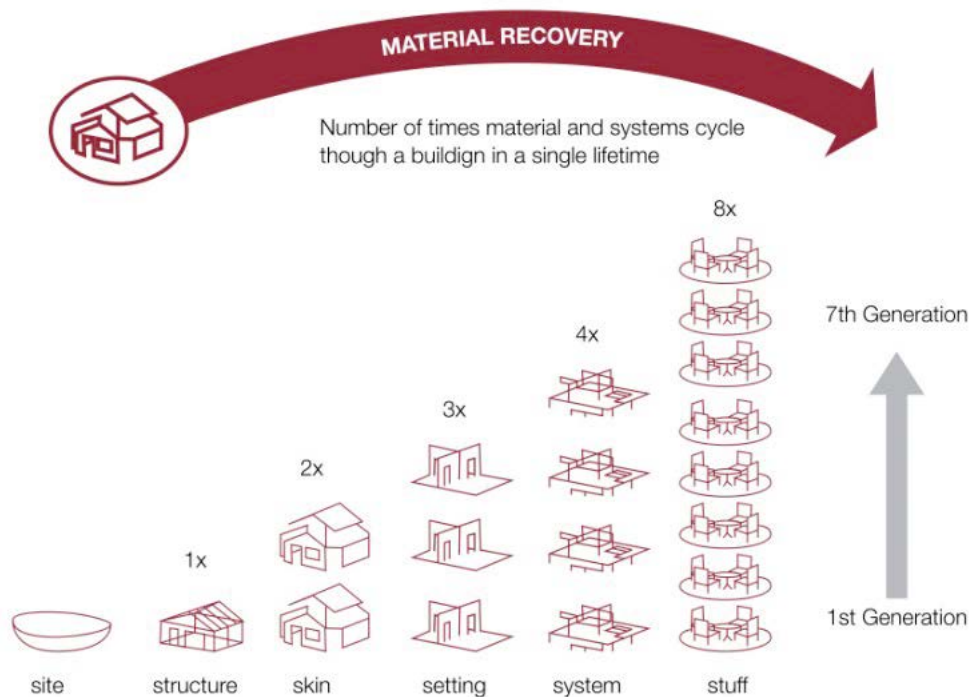 MATERIAL RECOVERY
Number of times material and systems cycle
though a buildign in a single lifetime
8x
7th Generation
4x
3x
2x
1x
1st Generation
site
structure
skin
setting
system
stuff